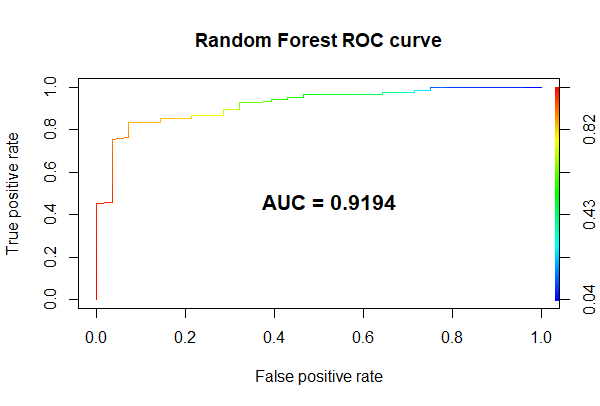 Random Forest ROC curve
True positive rate
1.0
0.8
0.6
0.4
0.2
0.0
AUC = 0.9194
0.82
0.43
0.04
0.0 0.2 0.4 0.6 0.8 1.0
False positive rate